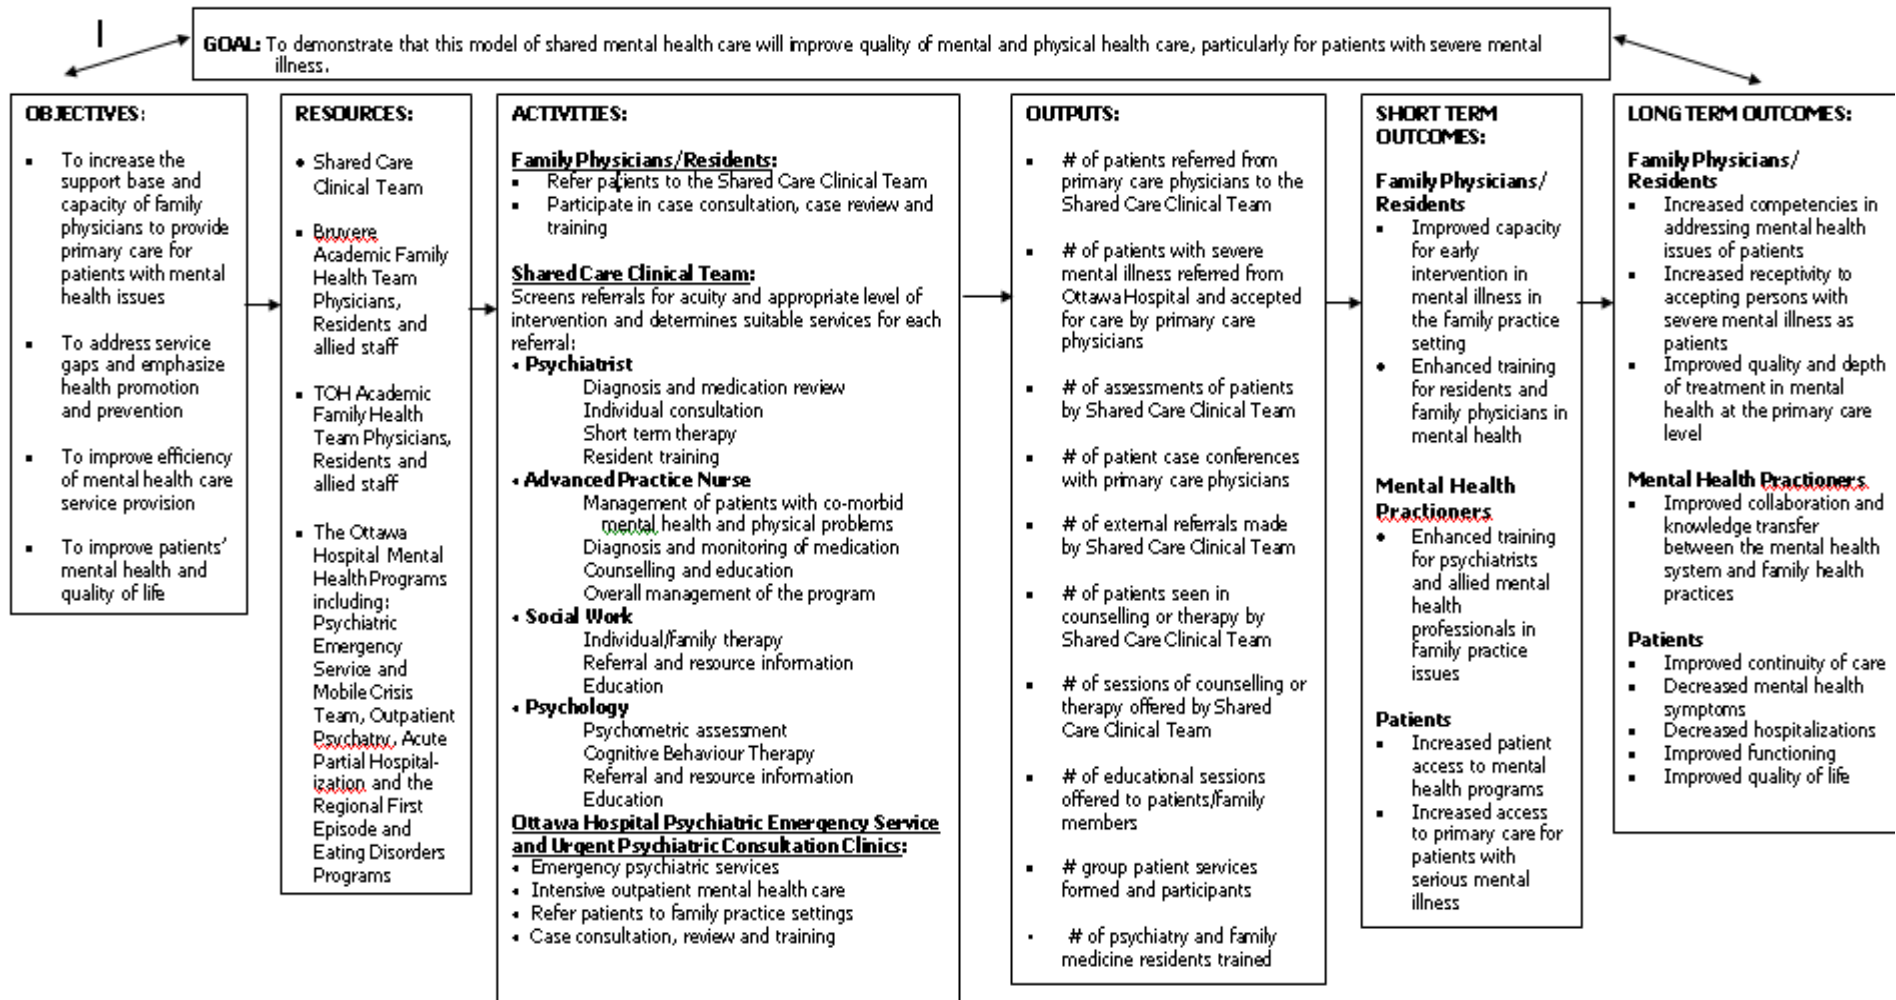 GOAL: To demonstrate that this model of shared mental health care will improve quality of mental and physical health care, particularly for patients with severe mental
illness.
OBJECTIVES:
▪ To increase the
support base and
capacity of family
physicians to provide
primary care for
patients with mental
health issues
▪ To address service
gaps and emphasize
health promotion
and prevention
▪ To improve efficiency
of mental health care
service provision
▪ To improve patients'
mental health and
quality of life
RESOURCES:
• Shared Care
Clinical Team
▪ Bruyere
Academic Family
Health Team
Physicians,
Residents and
allied staff
▪ TOH Academic
Family Health
Team Physicians,
Residents and
allied staff
▪ The Ottawa
Hospital Mental
Health Programs
including:
Psychiatric
Emergency
Service and
Mobile Crisis
Team, Outpatient
Psychatry, Acute
Partial Hospital-
ization and the
Regional First
Episode and
Eating Disorders
Programs
ACTIVITIES:
Family Physicians/Residents:
▪ Refer patients to the Shared Care Clinical Team
▪ Participate in case consultation, case review and
training
Shared Care Clinical Team:
Screens referrals for acuity and appropriate level of
intervention and determines suitable services for each
referral:
• Psychiatrist
Diagnosis and medication review
Individual consultation
Short term therapy
Resident training
• Advanced Practice Nurse
Management of patients with co-morbid
mental health and physical problems
Diagnosis and monitoring of medication
Counselling and education
Overall management of the program
• Social Work
Individual/family therapy
Referral and resource information
Education
• Psychology
Psychometric assessment
Cognitive Behaviour Therapy
Referral and resource information
Education
Ottawa Hospital Psychiatric Emergency Service
and Urgent Psychiatric Consultation Clinics:
• Emergency psychiatric services
• Intensive outpatient mental health care
• Refer patients to family practice settings
• Case consultation, review and training
OUTPUTS:
▪ # of patients referred from
primary care physicians to the
Shared Care Clinical Team
▪ # of patients with severe
mental illness referred from
Ottawa Hospital and accepted
for care by primary care
physicians
▪ # of assessments of patients
by Shared Care Clinical Team
▪ # of patient case conferences
with primary care physicians
▪ # of external referrals made
by Shared Care Clinical Team
▪ # of patients seen in
counselling or therapy by
Shared Care Clinical Team
▪ # of sessions of counselling or
therapy offered by Shared
Care Clinical Team
▪ # of educational sessions
offered to patients/family
members
▪ # group patient services
formed and participants
▪ # of psychiatry and family
medicine residents trained
SHORT TERM
OUTCOMES:
Family Physicians/
Residents
▪ Improved capacity
for early
intervention in
mental illness in
the family practice
setting
• Enhanced training
for residents and
family physicians in
mental health
Mental Health
Practioners
• Enhanced training
for psychiatrists
and allied mental
health
professionals in
family practice
issues
Patients
▪ Increased patient
access to mental
health programs
▪ Increased access
to primary care for
patients with
serious mental
illness
LONG TERM OUTCOMES:
Family Physicians/
Residents
▪ Increased competencies in
addressing mental health
issues of patients
▪ Increased receptivity to
accepting persons with
severe mental illness as
patients
▪ Improved quality and depth
of treatment in mental
health at the primary care
level
Mental Health Practioners
▪ Improved collaboration and
knowledge transfer
between the mental health
system and family health
practices
Patients
▪ Improved continuity of care
▪ Decreased mental health
symptoms
▪ Decreased hospitalizations
▪ Improved functioning
▪ Improved quality of life